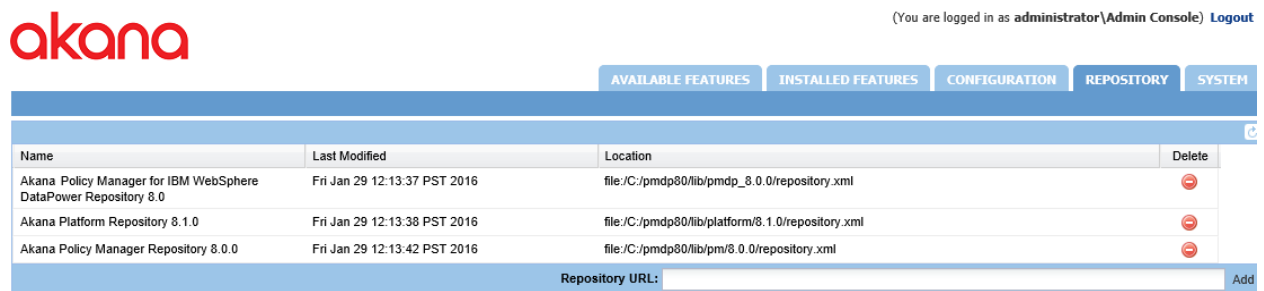 (You are logged in as administrator\Admin Console) Logout
akana
AVAILABLE FEATURES INSTALLED FEATURES CONFIGURATION REPOSITORY SYSTEM
Name Last Modified Location Delete
Akana Policy Manager for IBM WebSphere Fri Jan 29 12:13:37 PST 2016 file:/C:/pmdp80/lib/pmdp_8.0.0/repository.xml
DataPower Repository 8.0
Akana Platform Repository 8.1.0 Fri Jan 29 12:13:38 PST 2016 file:/C:/pmdp80/lib/platform/8.1.0/repository.xml
Akana Policy Manager Repository 8.0.0 Fri Jan 29 12:13:42 PST 2016 file:/C:/pmdp80/lib/pm/8.0.0/repository.xml
Repository URL: Add